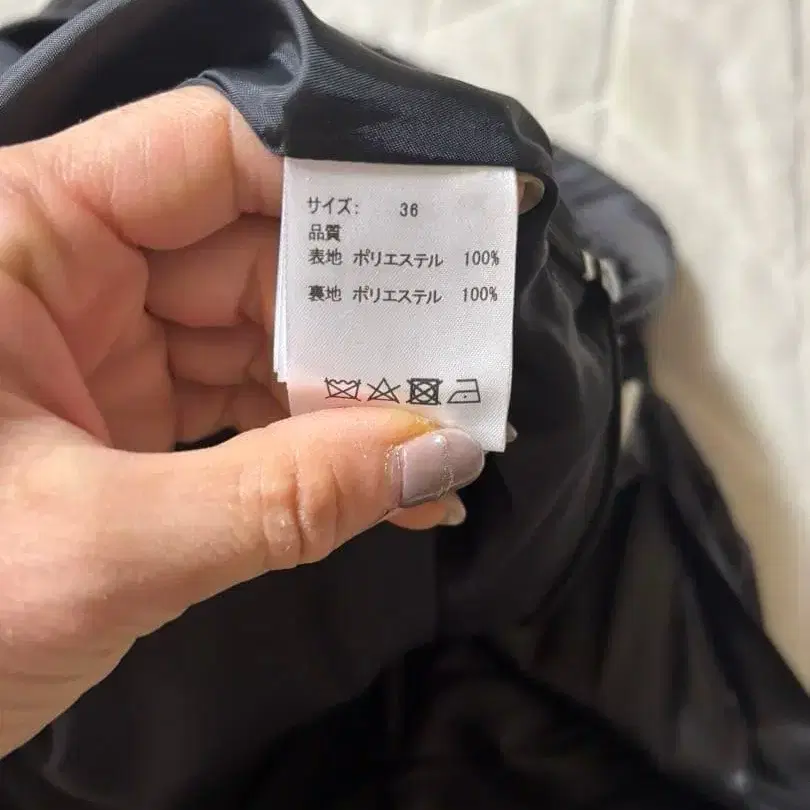 サイズ: 36
品質
表地 ポリエステル 100%
裏地 ポリエステル 100%